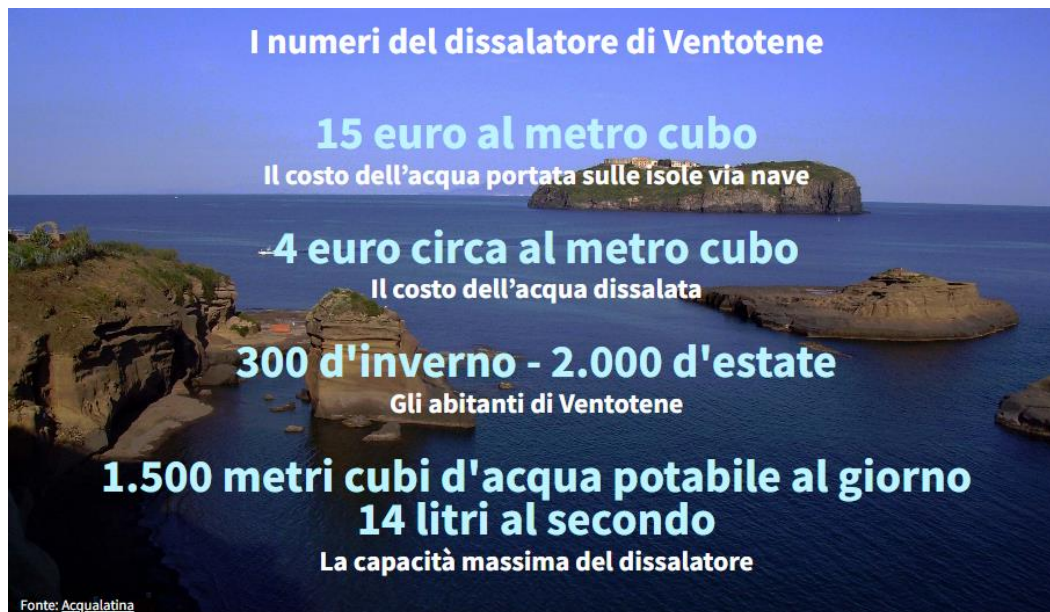 I numeri del dissalatore di Ventotene
15 euro al metro cubo
Il costo dell’acqua portata sulle isole via nave
4 euro circa al metro cubo
Il costo dell’acqua dissalata
300 d'inverno - 2.000 d'estate
Gli abitanti di Ventotene
1.500 metri cubi d'acqua potabile al giorno
14 litri al secondo
La capacità massima del dissalatore
Fonte: Acqualatina